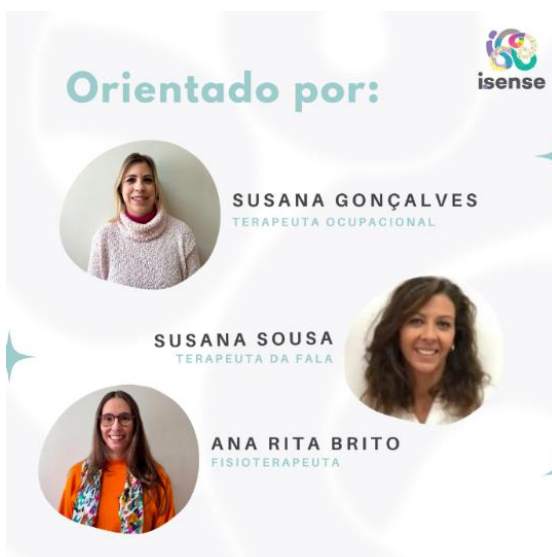 isense
Orientado por:
SUSANA GONÇALVES
TERAPEUTA OCUPACIONAL
SUSANA SOUSA
TERAPEUTA DA FALA
ANA RITA BRITO
FISIOTERAPEUTA